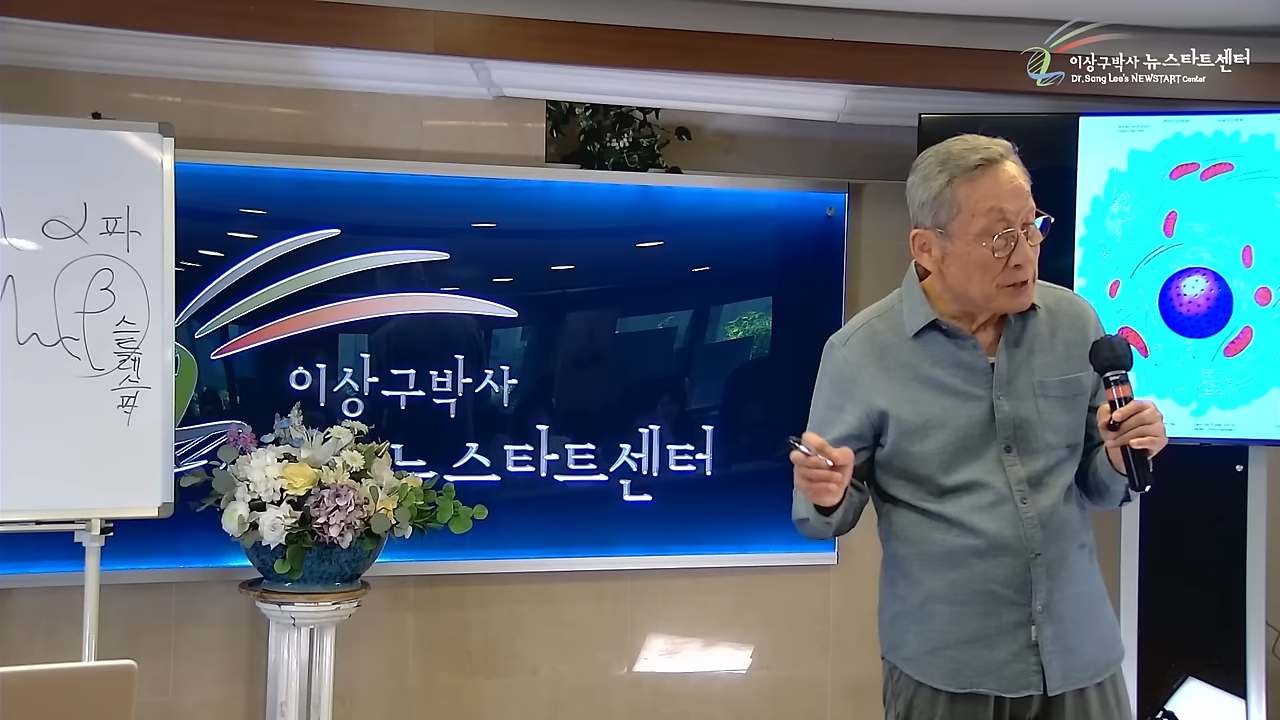 이상구박사 뉴스타트센터
Dr. Sang Lee's NEWSTART Center
α 파
β
스트레스파
이상구박사
뉴스타트센터